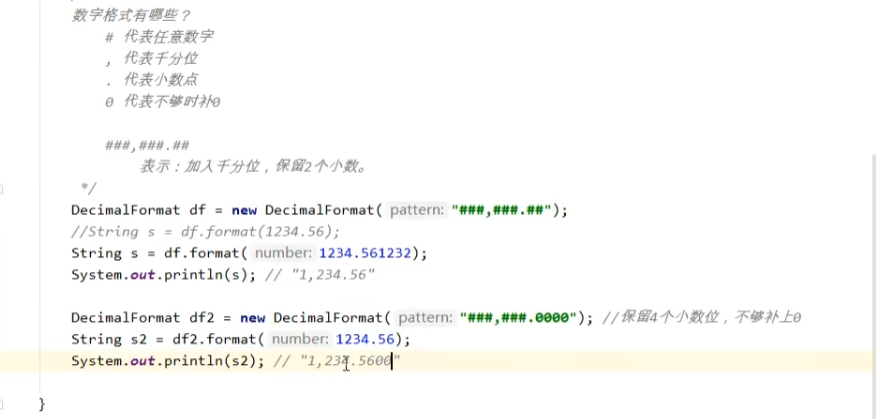 数字格式有哪些？
# 代表任意数字
, 代表千分位
. 代表小数点
0 代表不够时补0
###,###.##
表示：加入千分位，保留2个小数。
*/
DecimalFormat df = new DecimalFormat( pattern: "###,###.##");
//String s = df.format(1234.56);
String s = df.format( number: 1234.561232);
System.out.println(s); // "1,234.56"
DecimalFormat df2 = new DecimalFormat( pattern: "###,###.0000"); //保留4个小数位，不够补上0
String s2 = df2.format( number: 1234.56);
System.out.println(s2); // "1,234.5600"
}